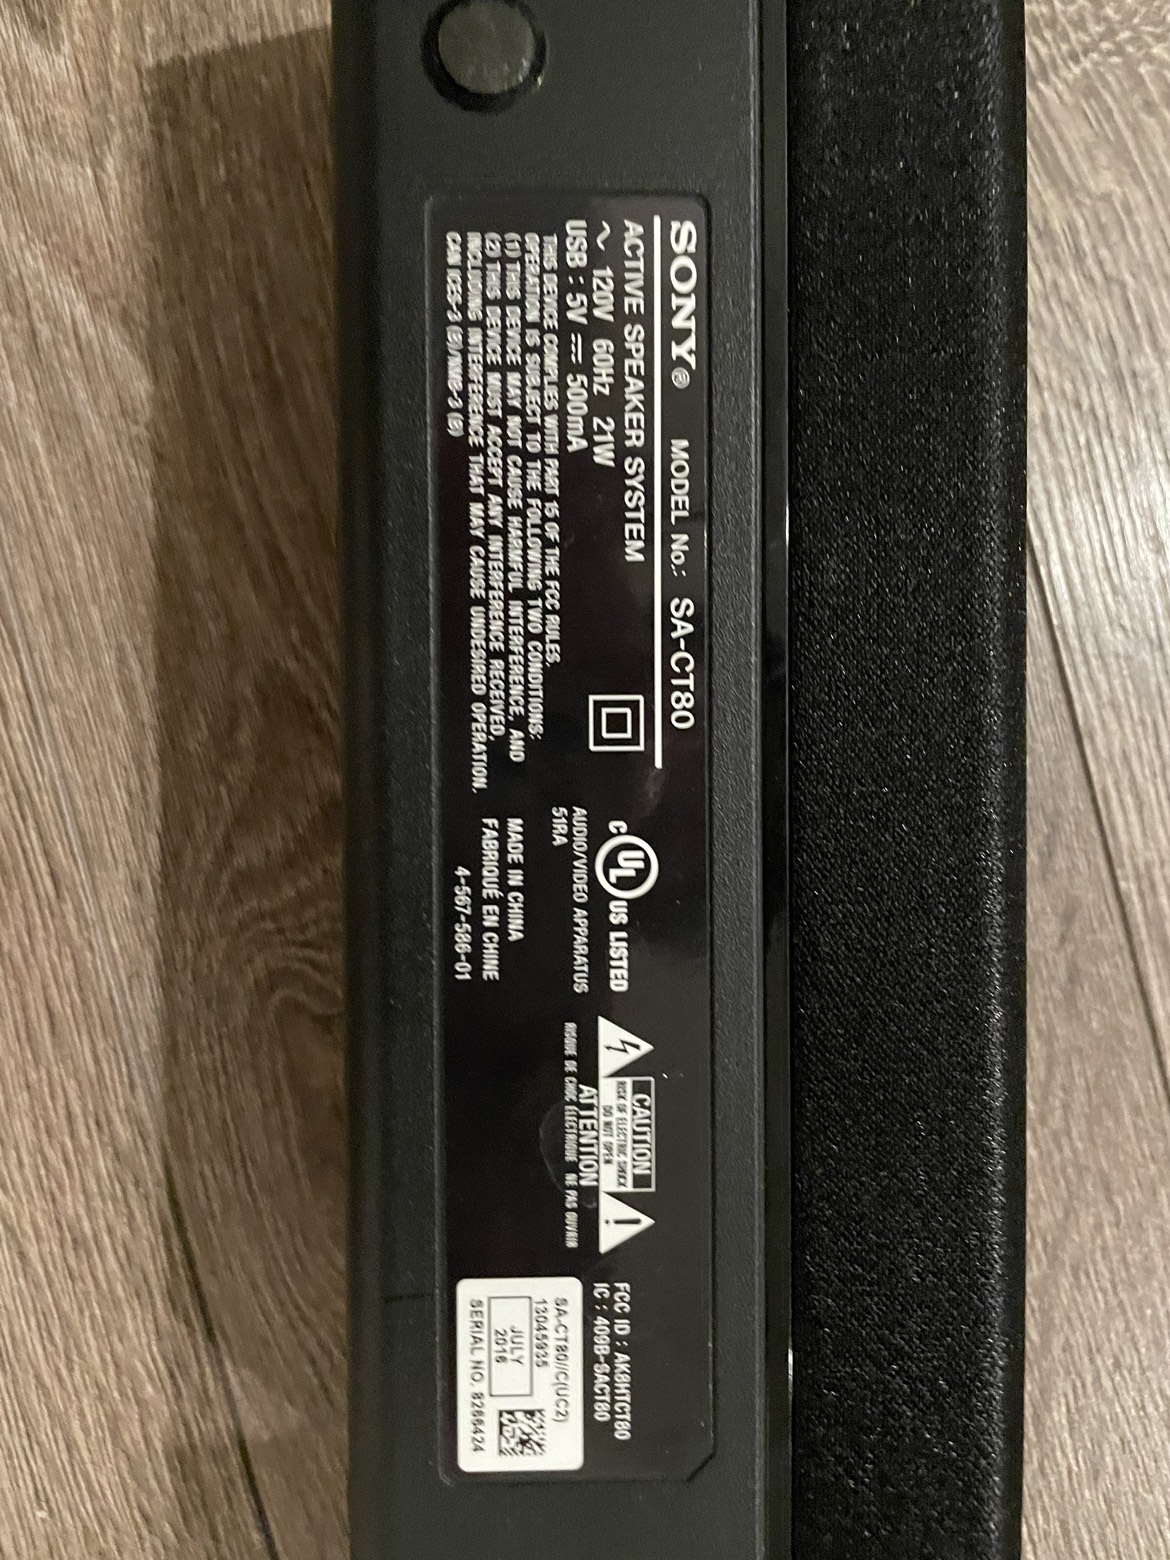 SONY® MODEL No.: SA-CT80
ACTIVE SPEAKER SYSTEM
∿ 120V 60Hz 21W
USB : 5V ⎓ 500mA
THIS DEVICE COMPLIES WITH PART 15 OF THE FCC RULES.
OPERATION IS SUBJECT TO THE FOLLOWING TWO CONDITIONS:
(1) THIS DEVICE MAY NOT CAUSE HARMFUL INTERFERENCE, AND
(2) THIS DEVICE MUST ACCEPT ANY INTERFERENCE RECEIVED,
INCLUDING INTERFERENCE THAT MAY CAUSE UNDESIRED OPERATION.
CAN ICES-3 (B)/NMB-3 (B)
C UL US LISTED
AUDIO/VIDEO APPARATUS
518A
MADE IN CHINA
FABRIQUE EN CHINE
4-567-586-01
CAUTION
RISK OF ELECTRIC SHOCK
DO NOT OPEN
ATTENTION
RISQUE DE CHOC ELECTRIQUE NE PAS OUVRIR
FCC ID : AK8HTCT80
IC : 409B-SACT80
SA-CT80//C(UC2)
13045935
JULY
2016
SERIAL NO. 8286424